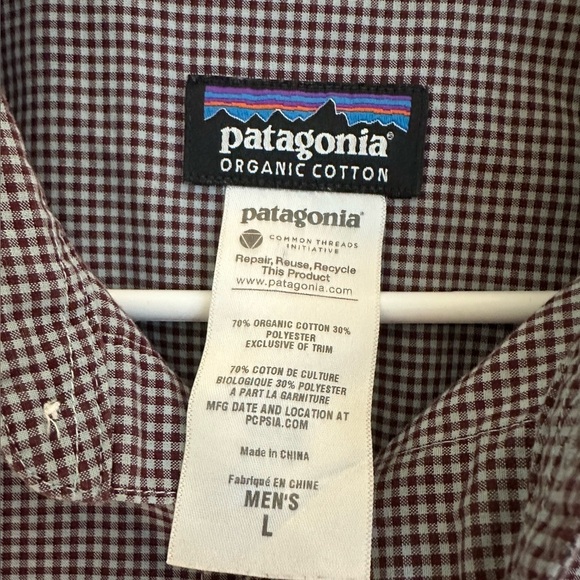 patagonia®
ORGANIC COTTON
patagonia®
COMMON THREADS
INITIATIVE
Repair, Reuse, Recycle
This Product
www.patagonia.com
70% ORGANIC COTTON 30%
POLYESTER
EXCLUSIVE OF TRIM
70% COTON DE CULTURE
BIOLOGIQUE 30% POLYESTER
A PART LA GARNITURE
MFG DATE AND LOCATION AT
PCPSIA.COM
Made in CHINA
Fabriqué EN CHINE
MEN'S
L